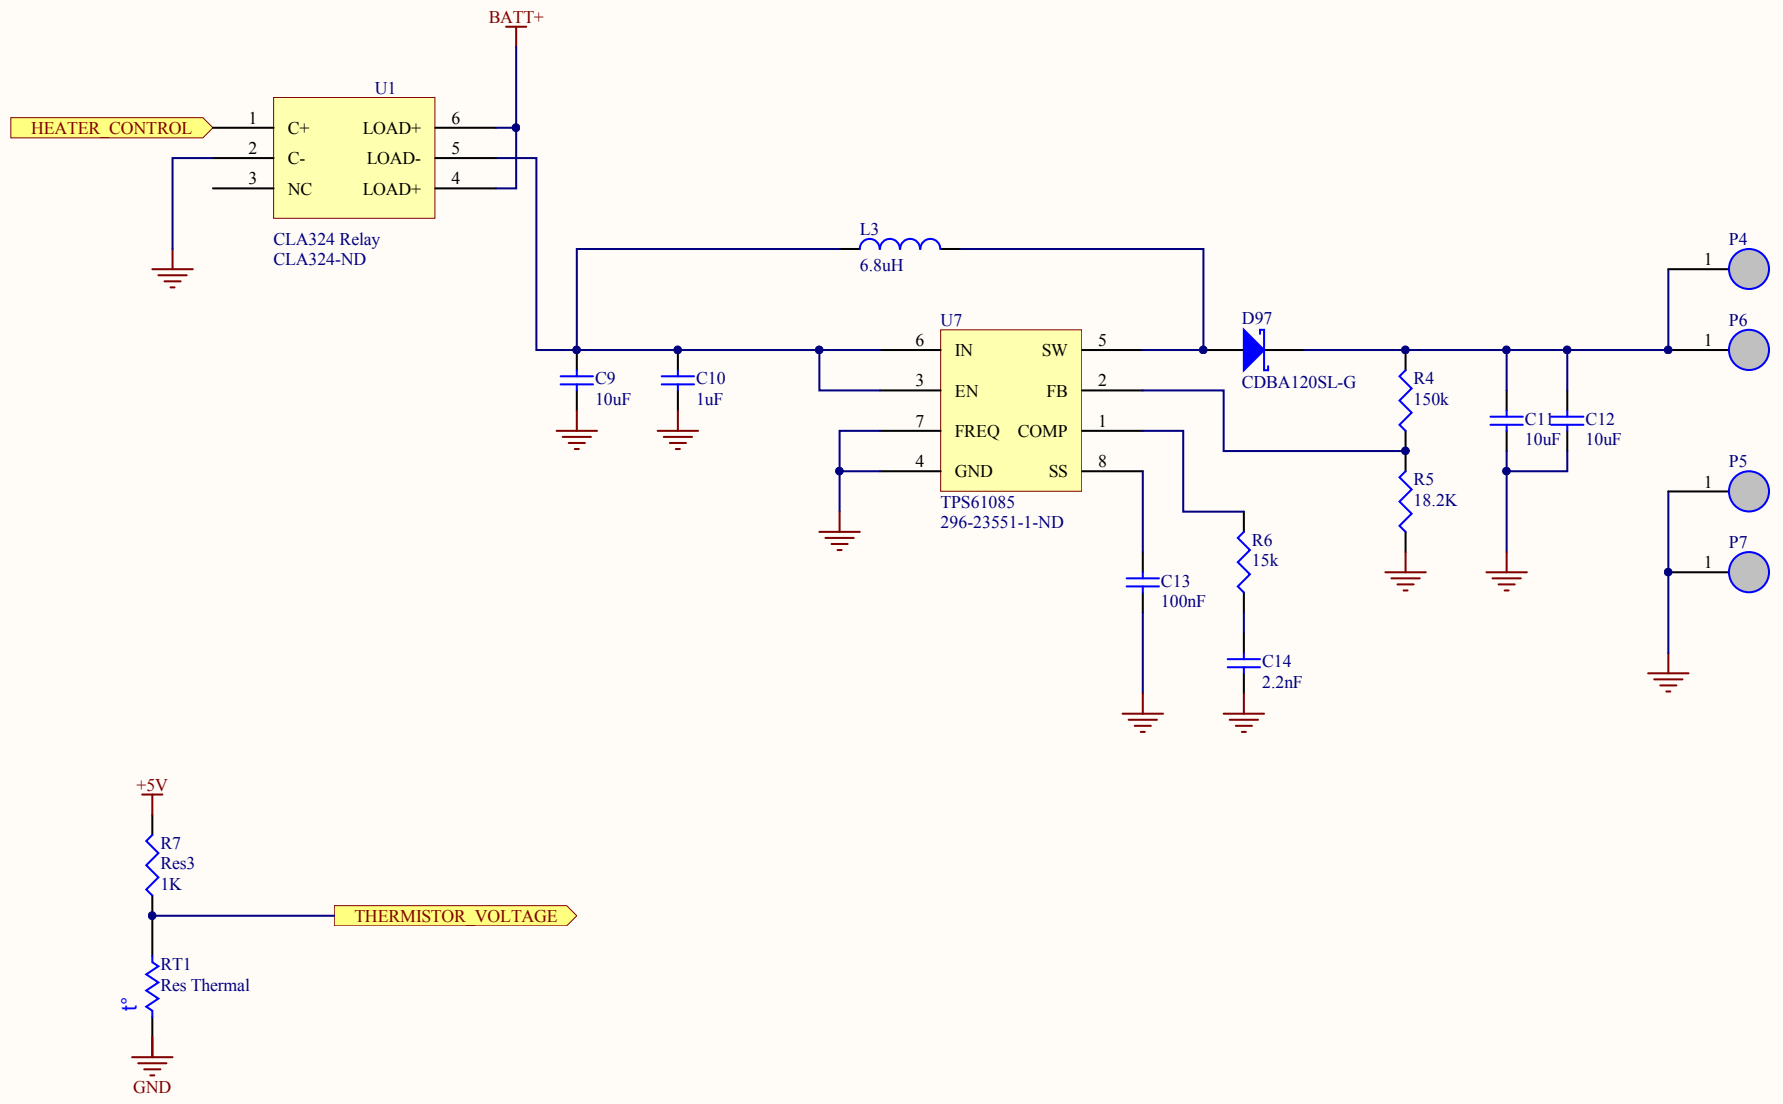 BATT+
U1
HEATER_CONTROL
1 C+ LOAD+ 6
2 C- LOAD- 5
3 NC LOAD+ 4
CLA324 Relay
CLA324-ND
L3
6.8uH
P4
1
U7
D97
P6
6 IN SW 5
1
C9
10uF
C10
1uF
3 EN FB 2
CDBA120SL-G
R4
150k
7 FREQ COMP 1
C11
10uF
C12
10uF
4 GND SS 8
P5
1
R5
18.2K
TPS61085
296-23551-1-ND
R6
15k
P7
1
C13
100nF
C14
2.2nF
+5V
R7
Res3
1K
THERMISTOR_VOLTAGE
RT1
Res Thermal
t°
GND